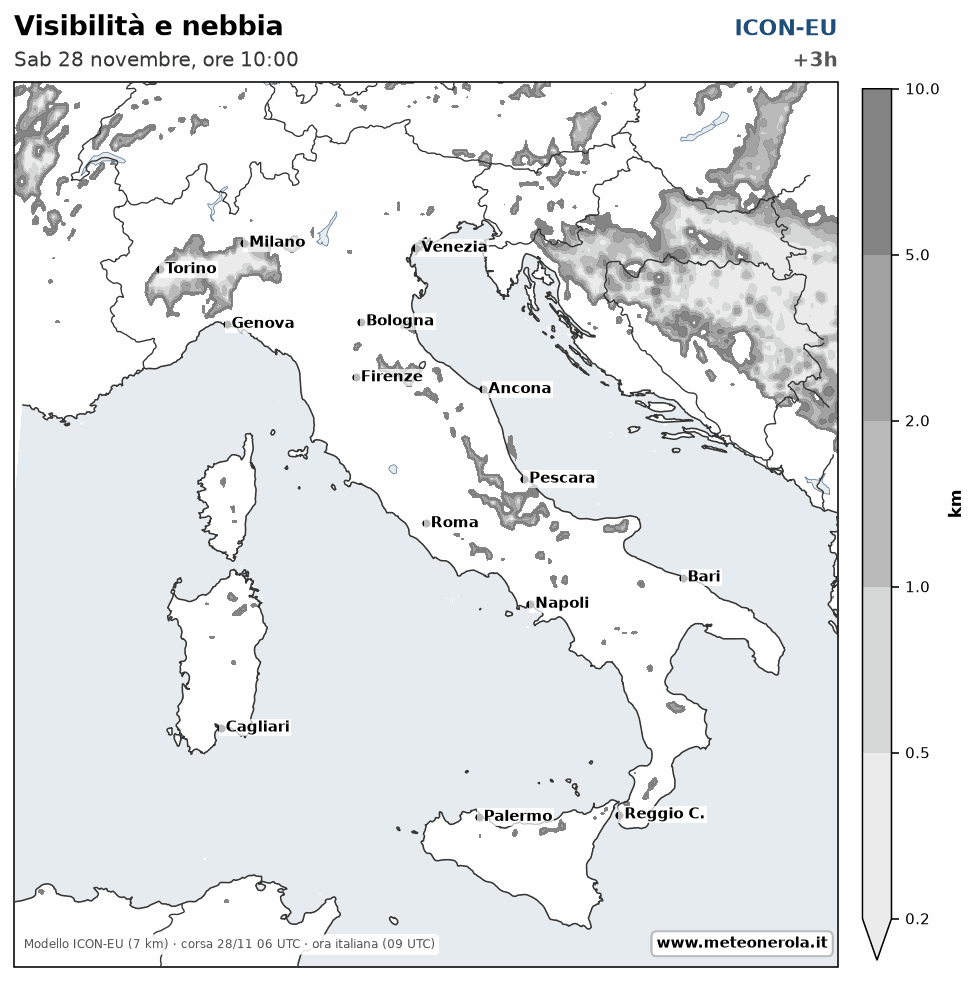 Visibilità e nebbia
ICON-EU
Sab 28 novembre, ore 10:00
+3h
10.0
5.0
2.0
1.0
0.5
0.2
km
Milano
Venezia
Torino
Genova
Bologna
Firenze
Ancona
Pescara
Roma
Bari
Napoli
Cagliari
Palermo
Reggio C.
Modello ICON-EU (7 km) · corsa 28/11 06 UTC · ora italiana (09 UTC)
www.meteonerola.it